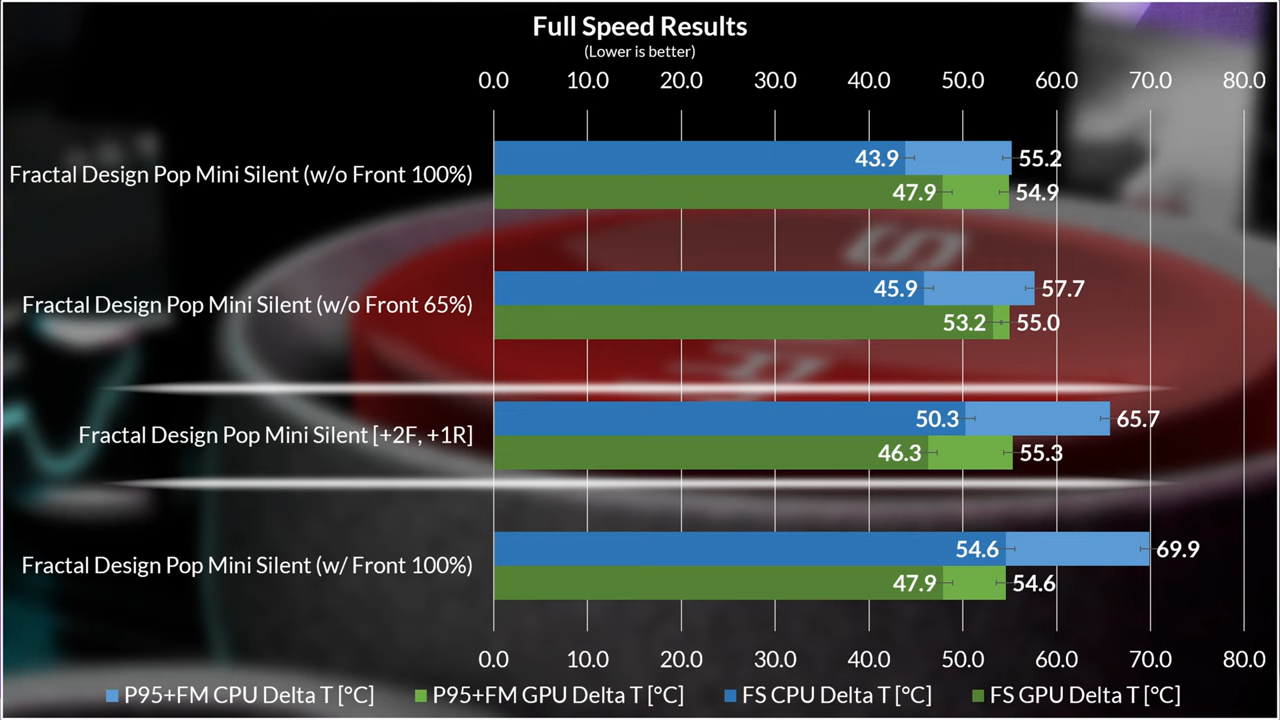 Full Speed Results
(Lower is better)
0.0 10.0 20.0 30.0 40.0 50.0 60.0 70.0 80.0
Fractal Design Pop Mini Silent (w/o Front 100%)
43.9 55.2
47.9 54.9
Fractal Design Pop Mini Silent (w/o Front 65%)
45.9 57.7
53.2 55.0
Fractal Design Pop Mini Silent [+2F, +1R]
50.3 65.7
46.3 55.3
Fractal Design Pop Mini Silent (w/ Front 100%)
54.6 69.9
47.9 54.6
0.0 10.0 20.0 30.0 40.0 50.0 60.0 70.0 80.0
P95+FM CPU Delta T [°C] P95+FM GPU Delta T [°C] FS CPU Delta T [°C] FS GPU Delta T [°C]